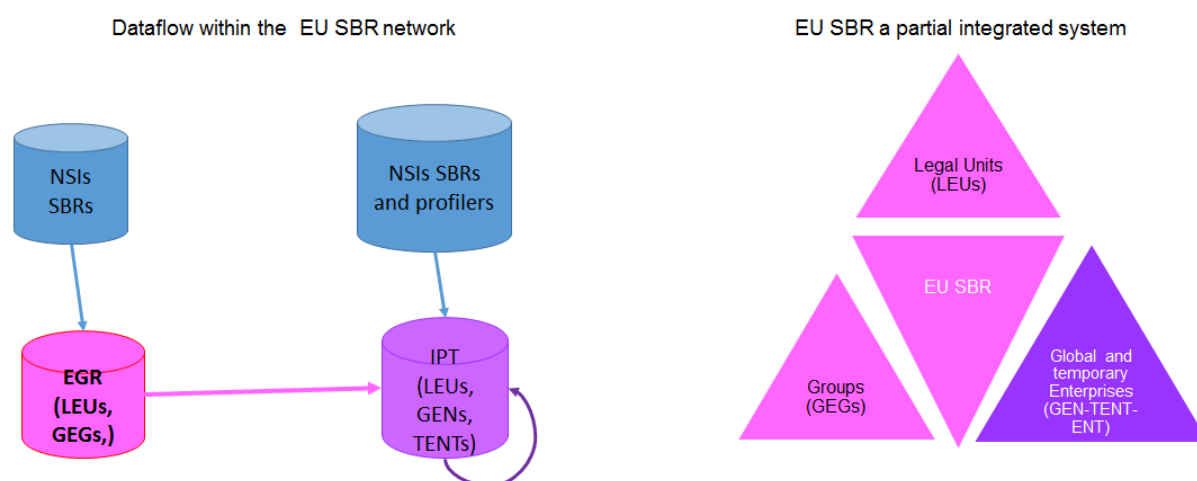 Dataflow within the EU SBR network
NSIs
SBRs
NSIs SBRs
and profilers
EGR
(LEUs,
GEGs,)
IPT
(LEUs,
GENs,
TENTs)
EU SBR a partial integrated system
Legal Units
(LEUs)
EU SBR
Groups
(GEGs)
Global and
temporary
Enterprises
(GEN-TENT-
ENT)